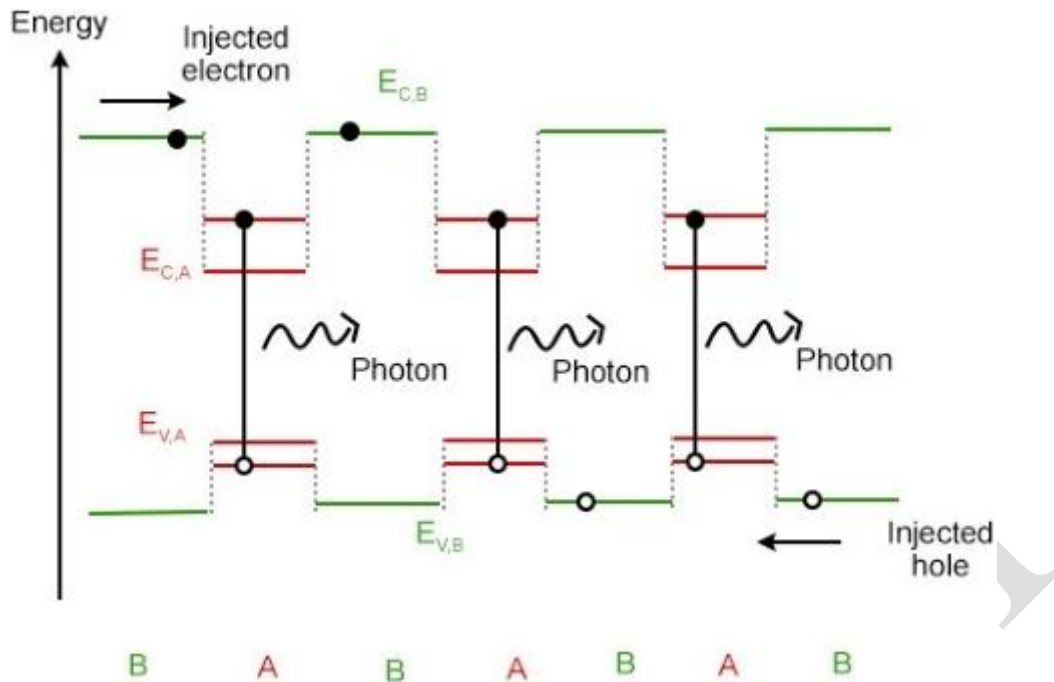 Energy
Injected
electron
E_C,B
E_C,A
Photon
Photon
Photon
E_V,A
E_V,B
Injected
hole
B A B A B A B